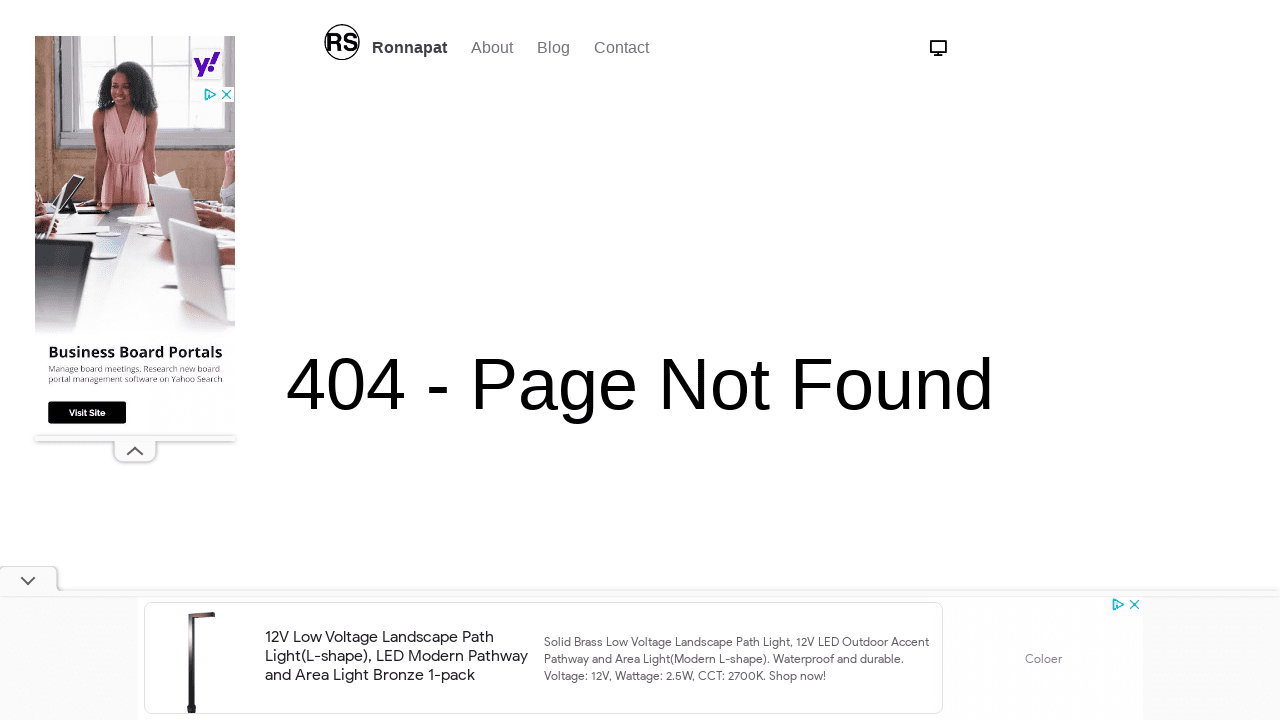 RS
Ronnapat
About
Blog
Contact
y!
Business Board Portals
Manage board meetings. Research new board
portal management software on Yahoo Search
Visit Site
404 - Page Not Found
12V Low Voltage Landscape Path
Light(L-shape), LED Modern Pathway
and Area Light Bronze 1-pack
Solid Brass Low Voltage Landscape Path Light, 12V LED Outdoor Accent
Pathway and Area Light(Modern L-shape). Waterproof and durable.
Voltage: 12V, Wattage: 2.5W, CCT: 2700K. Shop now!
Coloer